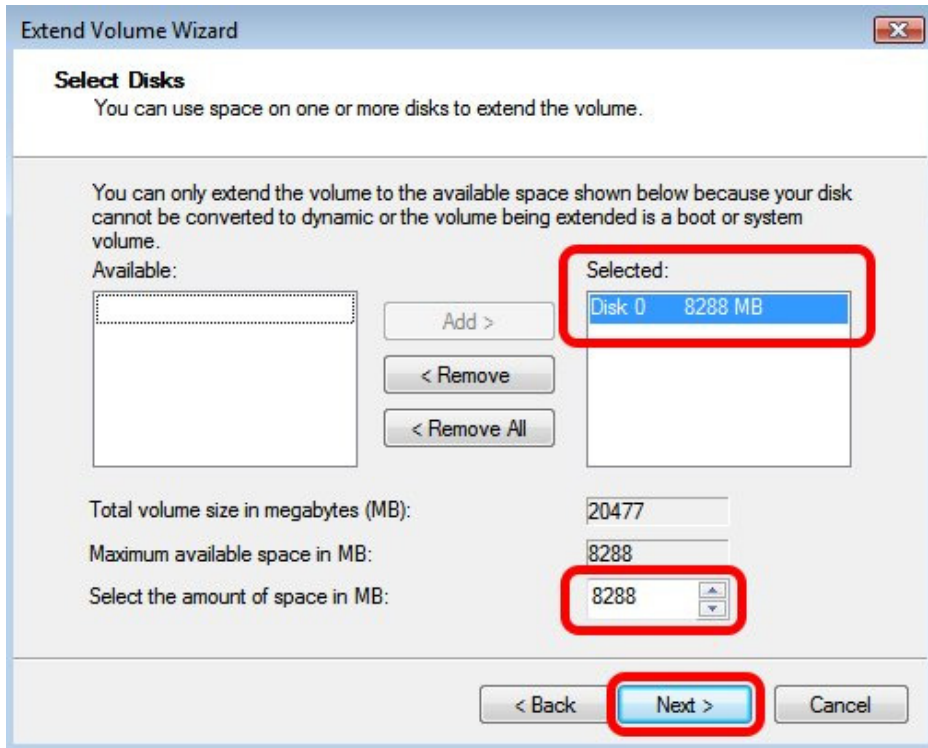 Extend Volume Wizard
Select Disks
You can use space on one or more disks to extend the volume.
You can only extend the volume to the available space shown below because your disk
cannot be converted to dynamic or the volume being extended is a boot or system
volume.
Available:
Selected:
Disk 0 8288 MB
Add >
< Remove
< Remove All
Total volume size in megabytes (MB): 20477
Maximum available space in MB: 8288
Select the amount of space in MB: 8288
< Back Next > Cancel